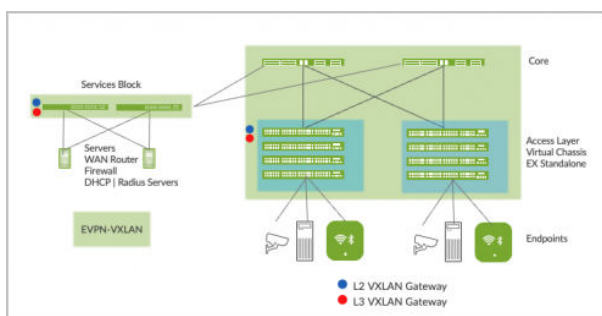 Services Block
Servers
WAN Router
Firewall
DHCP | Radius Servers
EVPN-VXLAN
Core
Access Layer
Virtual Chassis
EX Standalone
Endpoints
L2 VXLAN Gateway
L3 VXLAN Gateway